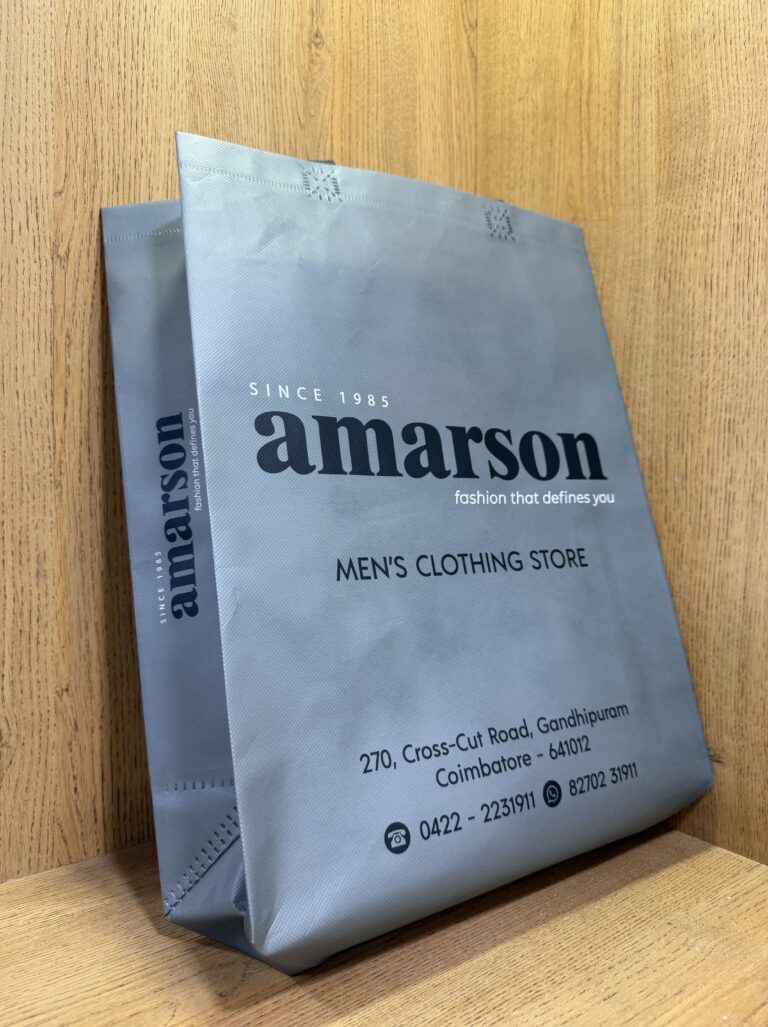 SINCE 1985
amarson
fashion that defines you
MEN'S CLOTHING STORE
270, Cross-Cut Road, Gandhipuram
Coimbatore - 641012
0422 - 2231911 82702 31911
SINCE 1985
amarson
fashion that defines you